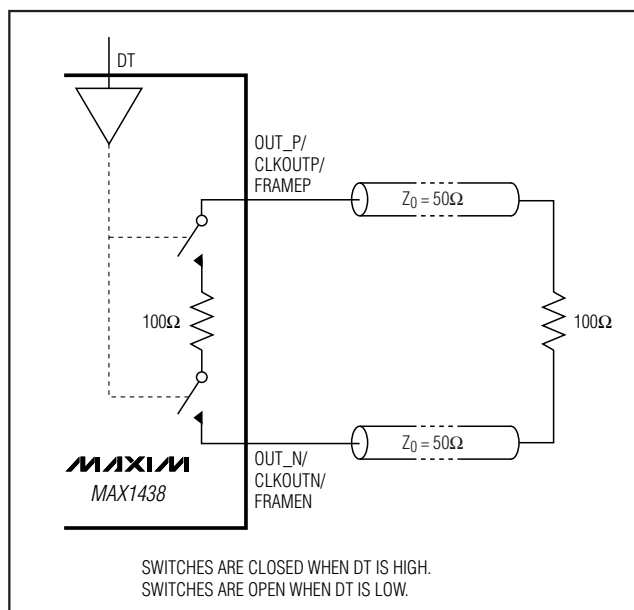 DT
OUT_P/
CLKOUTP/
FRAMEP
Z0 = 50Ω
100Ω
100Ω
Z0 = 50Ω
OUT_N/
CLKOUTN/
FRAMEN
MAXIM
MAX1438
SWITCHES ARE CLOSED WHEN DT IS HIGH.
SWITCHES ARE OPEN WHEN DT IS LOW.